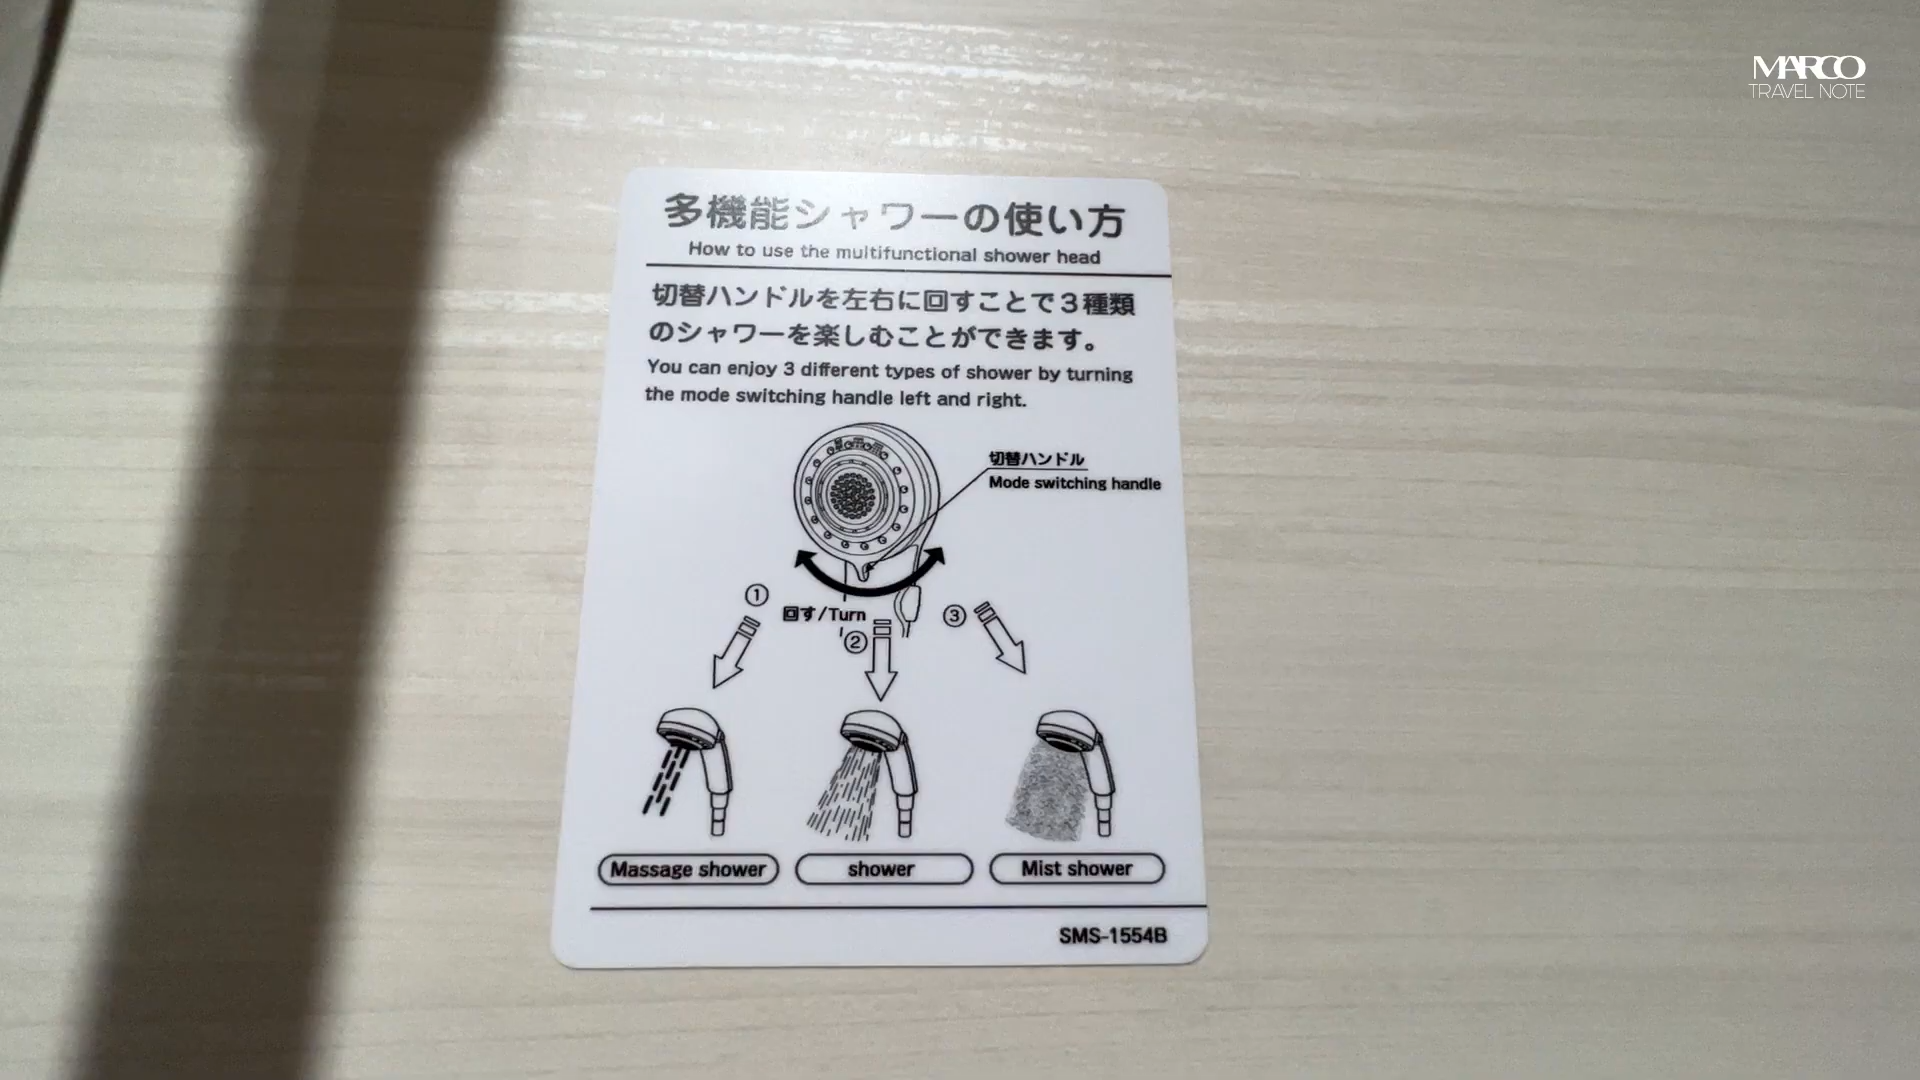 MARCO
TRAVEL NOTE
多機能シャワーの使い方
How to use the multifunctional shower head
切替ハンドルを左右に回すことで3種類
のシャワーを楽しむことができます。
You can enjoy 3 different types of shower by turning
the mode switching handle left and right.
切替ハンドル
Mode switching handle
①
回す/Turn
②
③
Massage shower
shower
Mist shower
SMS-1554B